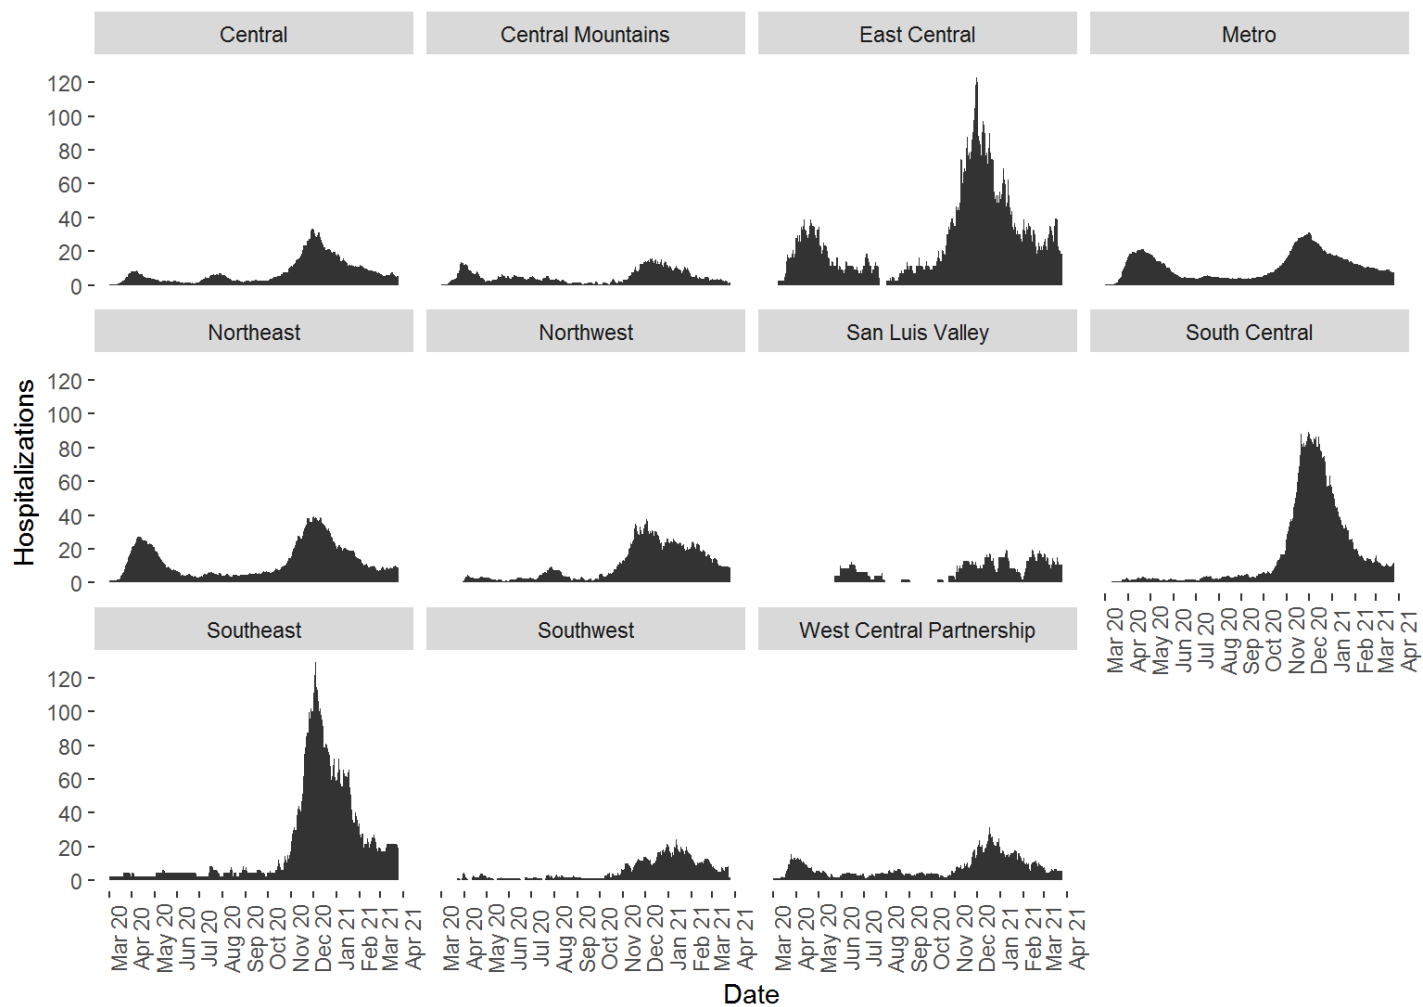 Central Central Mountains East Central Metro
120
100
80
60
40
20
0
Northeast Northwest San Luis Valley South Central
120
100
80
60
40
20
0
Hospitalizations
Mar 20 Apr 20 May 20 Jun 20 Jul 20 Aug 20 Sep 20 Oct 20 Nov 20 Dec 20 Jan 21 Feb 21 Mar 21 Apr 21
Southeast Southwest West Central Partnership
120
100
80
60
40
20
0
Mar 20 Apr 20 May 20 Jun 20 Jul 20 Aug 20 Sep 20 Oct 20 Nov 20 Dec 20 Jan 21 Feb 21 Mar 21 Apr 21
Mar 20 Apr 20 May 20 Jun 20 Jul 20 Aug 20 Sep 20 Oct 20 Nov 20 Dec 20 Jan 21 Feb 21 Mar 21 Apr 21
Mar 20 Apr 20 May 20 Jun 20 Jul 20 Aug 20 Sep 20 Oct 20 Nov 20 Dec 20 Jan 21 Feb 21 Mar 21 Apr 21
Date